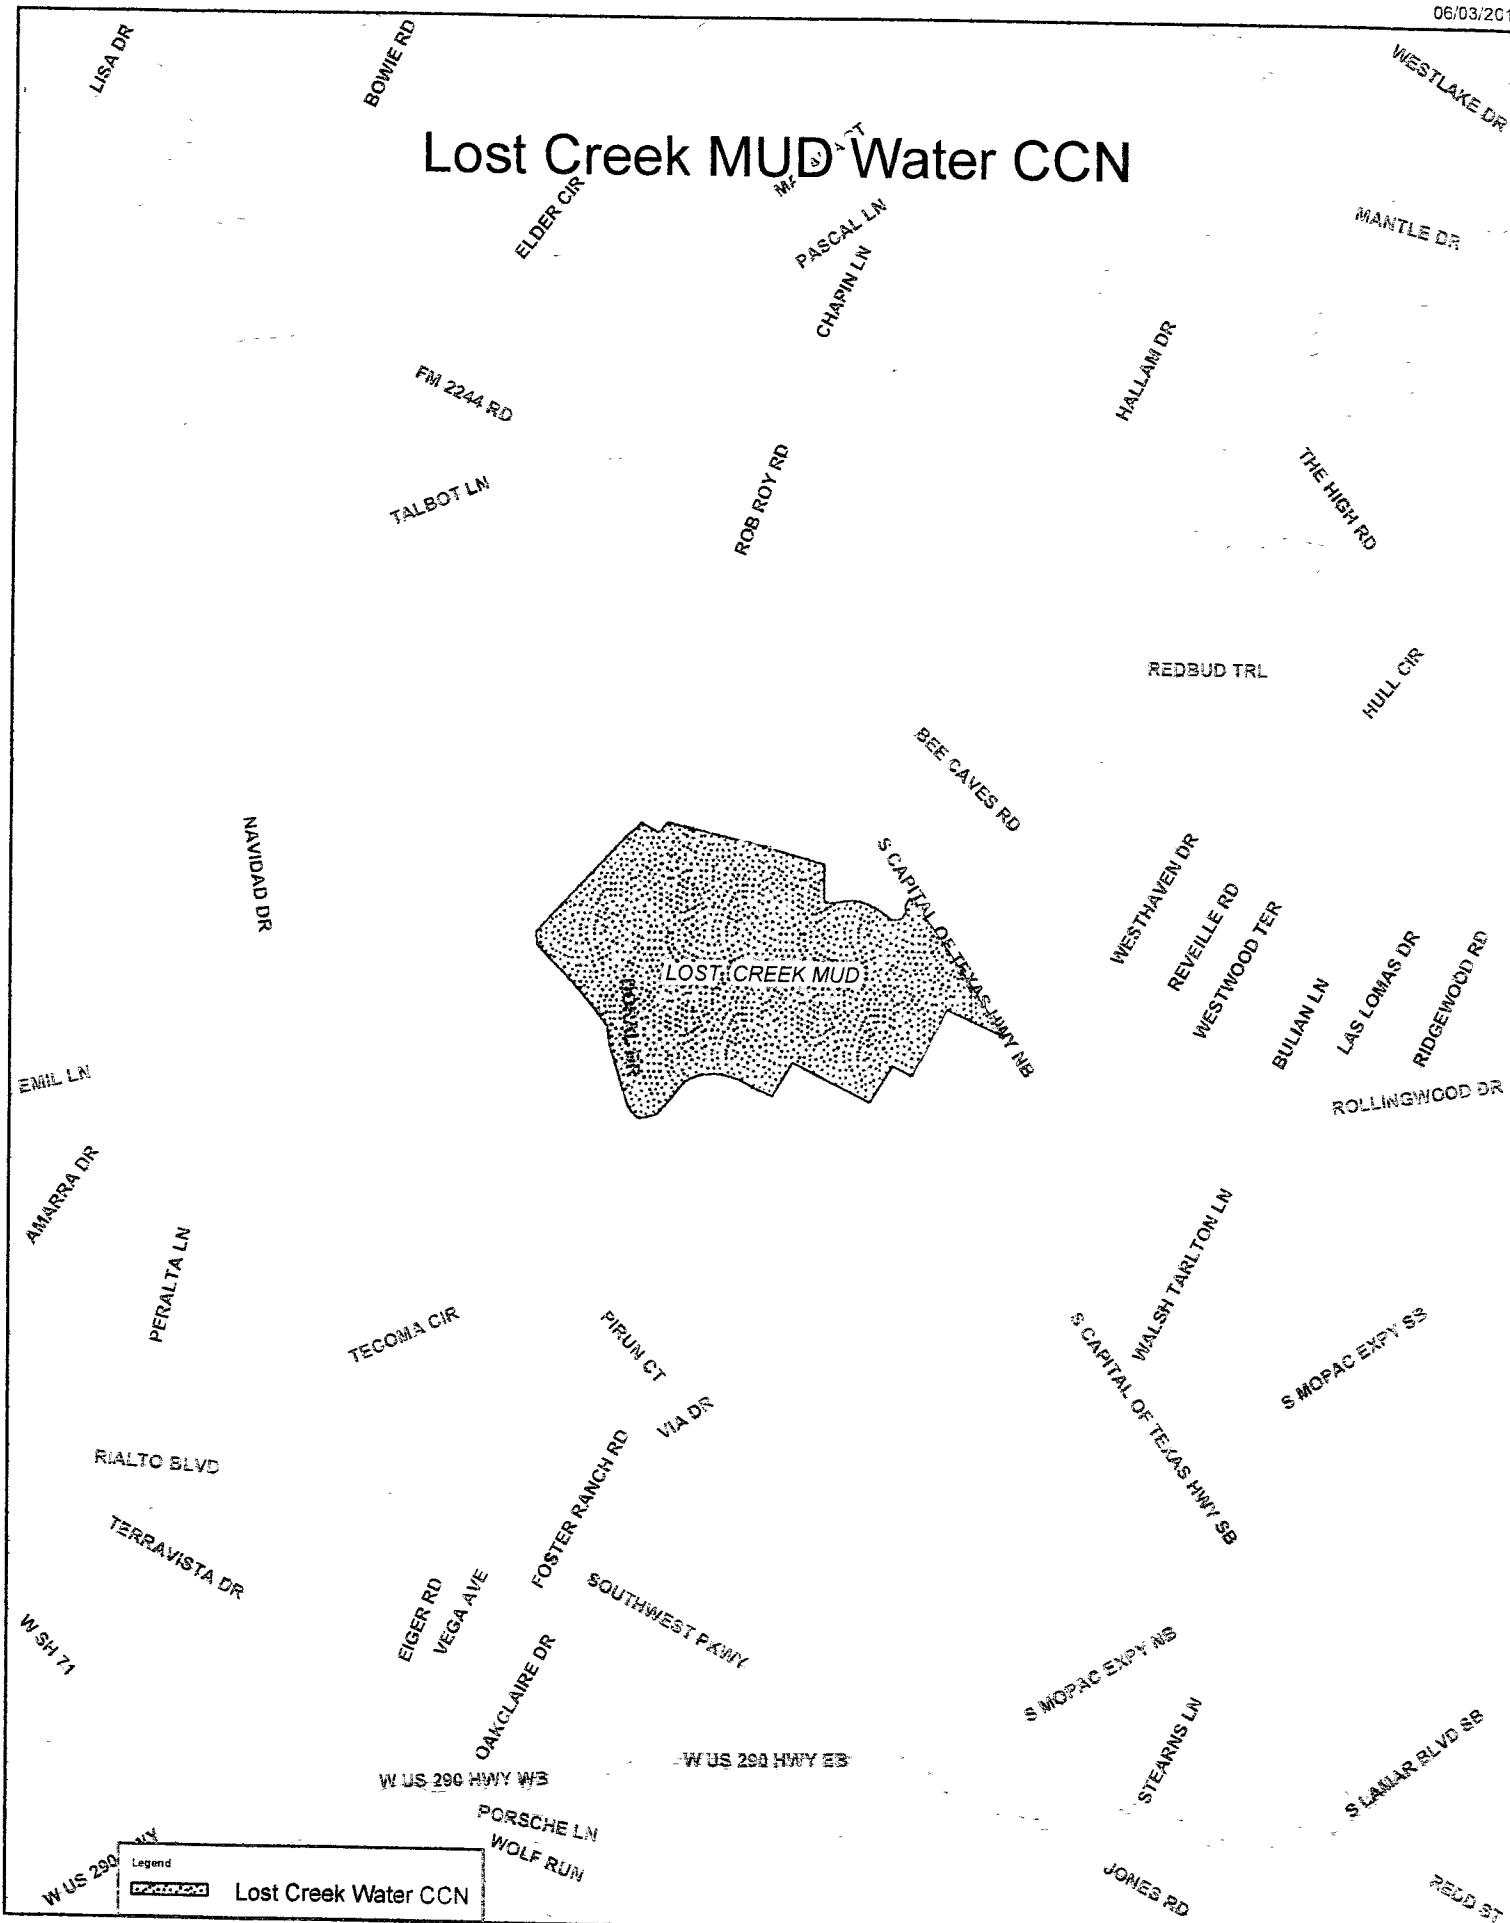 06/03/201
LISA DR
BOWIE RD
WESTLAKE DR
Lost Creek MUD Water CCN
ELDER CIR
PASCAL LN
MANTLE DR
CHAPIN LN
HALLAM DR
FM 2244 RD
TALBOT LN
ROB ROY RD
THE HIGH RD
REDBUD TRL
HULL CIR
BEE CAVES RD
NAVIDAD DR
S CAPITAL OF TEXAS HWY NB
WESTHAVEN DR
REVEILLE RD
WESTWOOD TER
LAS LOMAS DR
RIDGEWOOD RD
BULIAN LN
LOST CREEK MUD
DR
EMIL LN
ROLLINGWOOD DR
AMARRA DR
PERALTA LN
TECOMA CIR
PIRUN CT
WALSH TARLTON LN
S CAPITAL OF TEXAS HWY SB
S MOPAC EXPY SB
VIA DR
RIALTO BLVD
FOSTER RANCH RD
TERRAVISTA DR
EIGER RD
VEGA AVE
SOUTHWEST PKWY
W SH 71
OAKCLAIRE DR
S MOPAC EXPY NB
STEARNS LN
S LAMAR BLVD SB
W US 290 HWY EB
W US 290 HWY WB
PORSCHE LN
WOLF RUN
W US 290
JONES RD
REDD ST
Legend
Lost Creek Water CCN